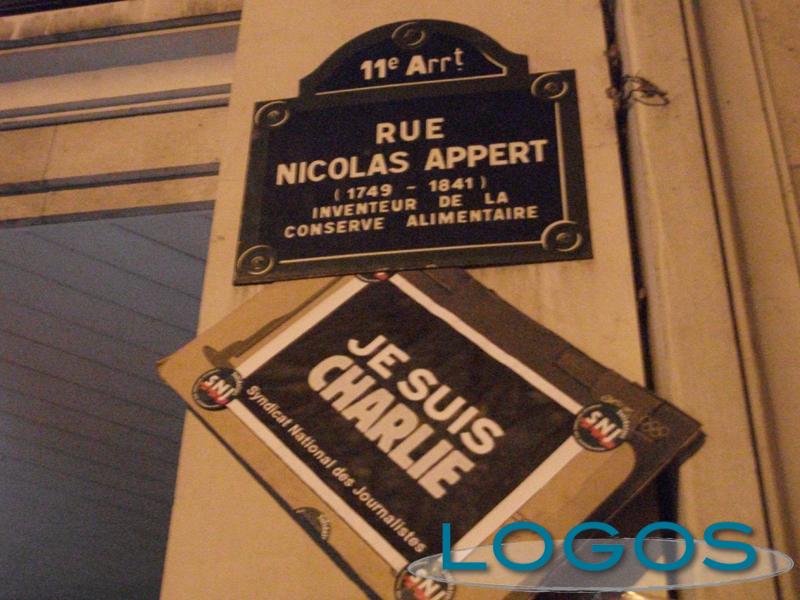 11e Arrt
RUE
NICOLAS APPERT
(1749 - 1841)
INVENTEUR DE LA
CONSERVE ALIMENTAIRE
JE SUIS
CHARLIE
SNJ
SNJ
Syndicat National des Journalistes
SNJ
LOGOS